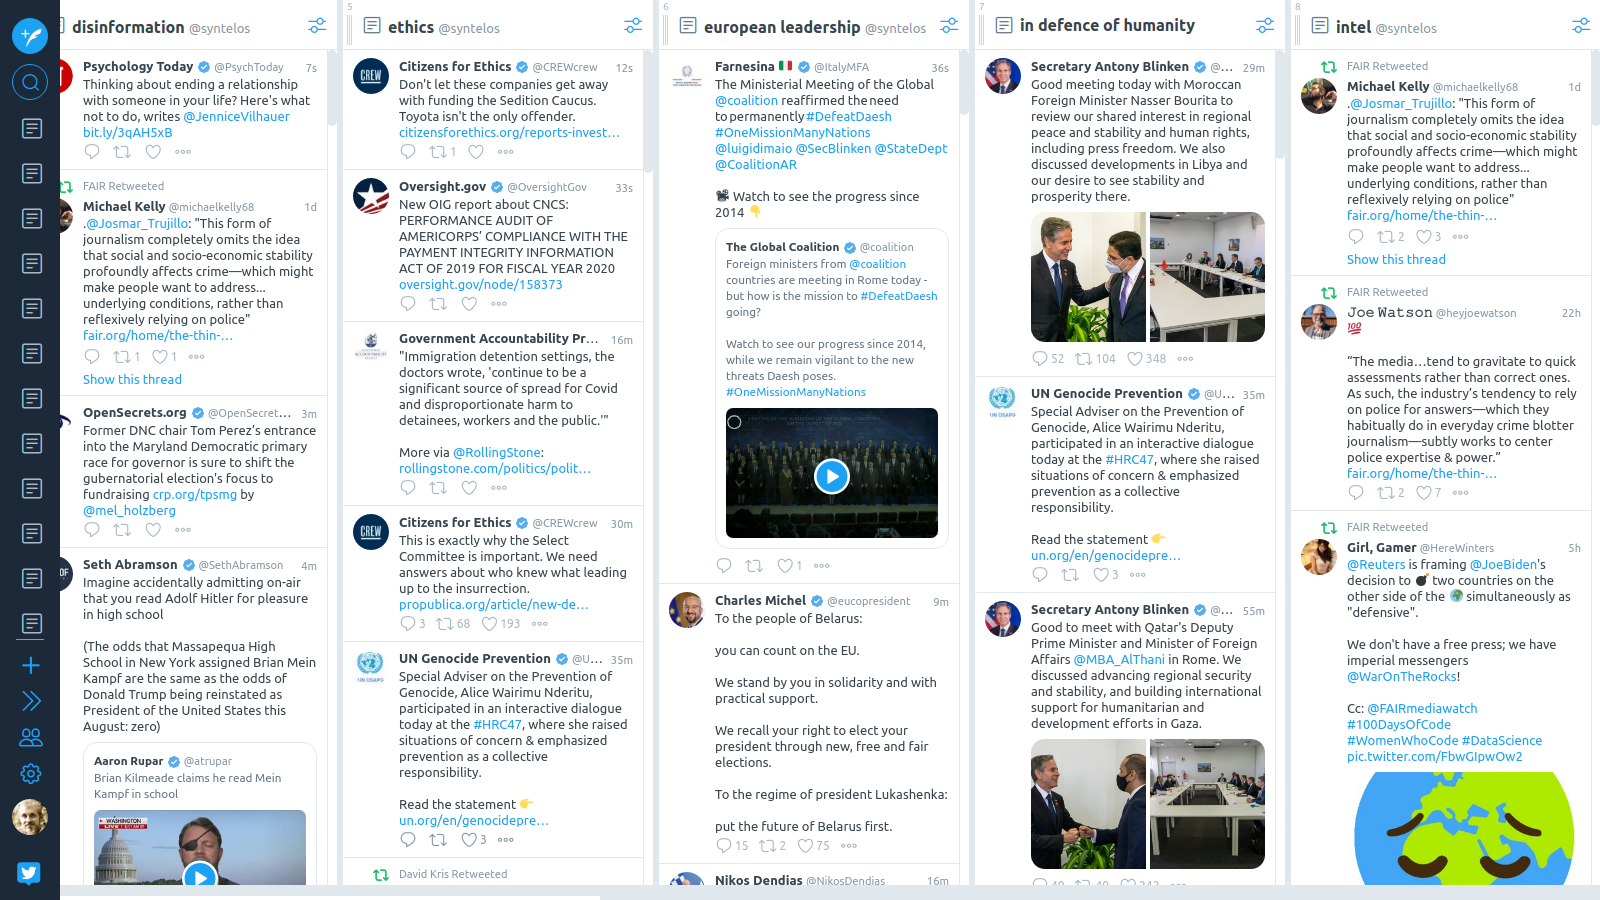 disinformation @syntelos
Psychology Today @PsychToday 7s
Thinking about ending a relationship
with someone in your life? Here's what
not to do, writes @JenniceVilhauer
bit.ly/3qAH5xB
FAIR Retweeted
Michael Kelly @michaelkelly68 1d
.@Josmar_Trujillo: "This form of
journalism completely omits the idea
that social and socio-economic stability
profoundly affects crime—which might
make people want to address...
underlying conditions, rather than
reflexively relying on police"
fair.org/home/the-thin-…
1 1
Show this thread
OpenSecrets.org @OpenSecret… 3m
Former DNC chair Tom Perez’s entrance
into the Maryland Democratic primary
race for governor is sure to shift the
gubernatorial election's focus to
fundraising crp.org/tpsmg by
@mel_holzberg
Seth Abramson @SethAbramson 4m
Imagine accidentally admitting on-air
that you read Adolf Hitler for pleasure
in high school
(The odds that Massapequa High
School in New York assigned Brian Mein
Kampf are the same as the odds of
Donald Trump being reinstated as
President of the United States this
August: zero)
Aaron Rupar @atrupar
Brian Kilmeade claims he read Mein
Kampf in school
WASHINGTON
LIVE
5
ethics @syntelos
CREW
Citizens for Ethics @CREWcrew 12s
Don't let these companies get away
with funding the Sedition Caucus.
Toyota isn't the only offender.
citizensforethics.org/reports-invest…
1
Oversight.gov @OversightGov 33s
New OIG report about CNCS:
PERFORMANCE AUDIT OF
AMERICORPS’ COMPLIANCE WITH THE
PAYMENT INTEGRITY INFORMATION
ACT OF 2019 FOR FISCAL YEAR 2020
oversight.gov/node/158373
Government Accountability Pr… 16m
"Immigration detention settings, the
doctors wrote, 'continue to be a
significant source of spread for Covid
and disproportionate harm to
detainees, workers and the public.'"
More via @RollingStone:
rollingstone.com/politics/polit…
CREW
Citizens for Ethics @CREWcrew 30m
This is exactly why the Select
Committee is important. We need
answers about who knew what leading
up to the insurrection.
propublica.org/article/new-de…
3 68 193
UN Genocide Prevention @U… 35m
Special Adviser on the Prevention of
Genocide, Alice Wairimu Nderitu,
participated in an interactive dialogue
today at the #HRC47, where she raised
situations of concern & emphasized
prevention as a collective
responsibility.
Read the statement 👉
un.org/en/genocidepre…
3
David Kris Retweeted
6
european leadership @syntelos
Farnesina 🇮🇹 @ItalyMFA 36s
The Ministerial Meeting of the Global
@coalition reaffirmed the need
to permanently #DefeatDaesh
#OneMissionManyNations
@luigidimaio @SecBlinken @StateDept
@CoalitionAR
📽 Watch to see the progress since
2014 👇
The Global Coalition @coalition
Foreign ministers from @coalition
countries are meeting in Rome today -
but how is the mission to #DefeatDaesh
going?
Watch to see our progress since 2014,
while we remain vigilant to the new
threats Daesh poses.
#OneMissionManyNations
1
Charles Michel @eucopresident 9m
To the people of Belarus:
you can count on the EU.
We stand by you in solidarity and with
practical support.
We recall your right to elect your
president through new, free and fair
elections.
To the regime of president Lukashenka:
put the future of Belarus first.
15 2 75
Nikos Dendias @NikosDendias 16m
7
in defence of humanity
Secretary Antony Blinken @… 29m
Good meeting today with Moroccan
Foreign Minister Nasser Bourita to
review our shared interest in regional
peace and stability and human rights,
including press freedom. We also
discussed developments in Libya and
our desire to see stability and
prosperity there.
52 104 348
UN Genocide Prevention @U… 35m
Special Adviser on the Prevention of
Genocide, Alice Wairimu Nderitu,
participated in an interactive dialogue
today at the #HRC47, where she raised
situations of concern & emphasized
prevention as a collective
responsibility.
Read the statement 👉
un.org/en/genocidepre…
3
Secretary Antony Blinken @… 55m
Good to meet with Qatar's Deputy
Prime Minister and Minister of Foreign
Affairs @MBA_AlThani in Rome. We
discussed advancing regional security
and stability, and building international
support for humanitarian and
development efforts in Gaza.
8
intel @syntelos
FAIR Retweeted
Michael Kelly @michaelkelly68 1d
.@Josmar_Trujillo: "This form of
journalism completely omits the idea
that social and socio-economic stability
profoundly affects crime—which might
make people want to address...
underlying conditions, rather than
reflexively relying on police"
fair.org/home/the-thin-…
2 3
Show this thread
FAIR Retweeted
Joe Watson @heyjoewatson 22h
💯
“The media…tend to gravitate to quick
assessments rather than correct ones.
As such, the industry’s tendency to rely
on police for answers—which they
habitually do in everyday crime blotter
journalism—subtly works to center
police expertise & power.”
fair.org/home/the-thin-…
2 7
FAIR Retweeted
Girl, Gamer @HereWinters 5h
@Reuters is framing @JoeBiden's
decision to 💣 two countries on the
other side of the 🌍 simultaneously as
"defensive".
We don't have a free press; we have
imperial messengers
@WarOnTheRocks!
Cc: @FAIRmediawatch
#100DaysOfCode
#WomenWhoCode #DataScience
pic.twitter.com/FbwGIpwOw2